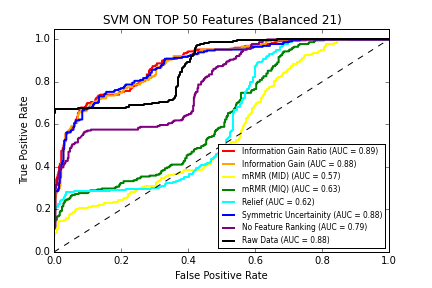 SVM ON TOP 50 Features (Balanced 21)
True Positive Rate
1.0
0.8
0.6
0.4
0.2
0.0
0.0 0.2 0.4 0.6 0.8 1.0
False Positive Rate
Information Gain Ratio (AUC = 0.89)
Information Gain (AUC = 0.88)
mRMR (MID) (AUC = 0.57)
mRMR (MIQ) (AUC = 0.63)
Relief (AUC = 0.62)
Symmetric Uncertainity (AUC = 0.88)
No Feature Ranking (AUC = 0.79)
Raw Data (AUC = 0.88)